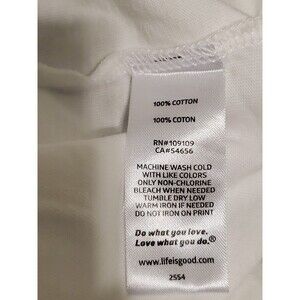 100% COTTON
100% COTON
RN#109109
CA#54656
MACHINE WASH COLD
WITH LIKE COLORS
ONLY NON-CHLORINE
BLEACH WHEN NEEDED
TUMBLE DRY LOW
WARM IRON IF NEEDED
DO NOT IRON ON PRINT
Do what you love.
Love what you do.®
www.lifeisgood.com
2554